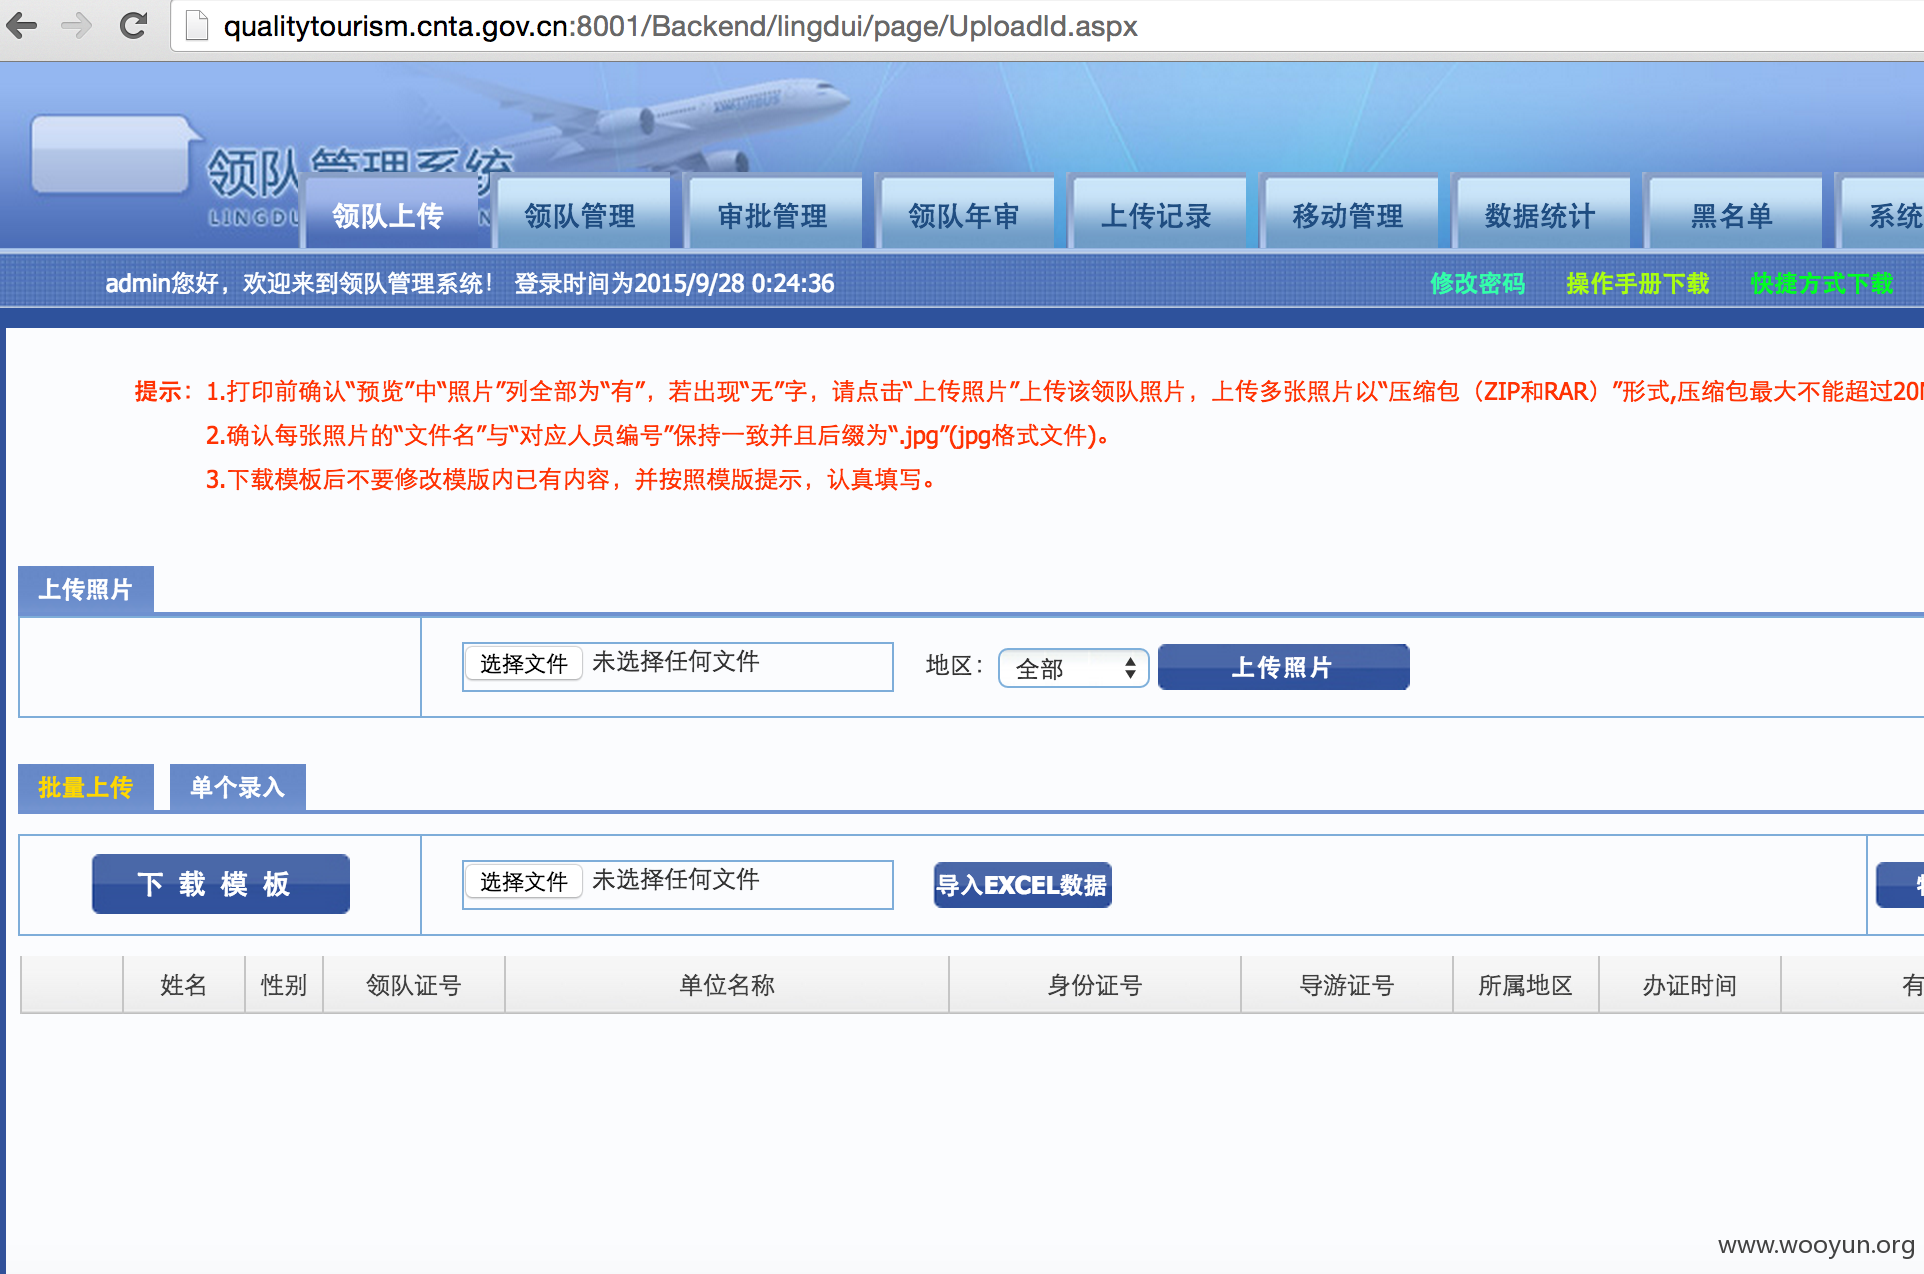 qualitytourism.cnta.gov.cn:8001/Backend/lingdui/page/UploadId.aspx
领队管理系统
LINGDU
领队上传 领队管理 审批管理 领队年审 上传记录 移动管理 数据统计 黑名单 系统
admin您好，欢迎来到领队管理系统！ 登录时间为2015/9/28 0:24:36 修改密码 操作手册下载 快捷方式下载
提示：1.打印前确认“预览”中“照片”列全部为“有”，若出现“无”字，请点击“上传照片”上传该领队照片，上传多张照片以“压缩包（ZIP和RAR）”形式,压缩包最大不能超过20M
2.确认每张照片的“文件名”与“对应人员编号”保持一致并且后缀为“.jpg”(jpg格式文件)。
3.下载模板后不要修改模版内已有内容，并按照模版提示，认真填写。
上传照片
选择文件 未选择任何文件 地区： 全部 上传照片
批量上传 单个录入
下载模板 选择文件 未选择任何文件 导入EXCEL数据
姓名 性别 领队证号 单位名称 身份证号 导游证号 所属地区 办证时间 有
www.wooyun.org